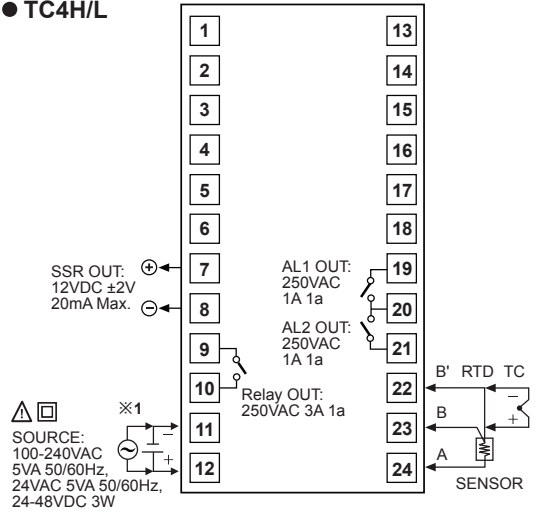 ● TC4H/L
1
13
2
14
3
15
4
16
5
17
6
18
SSR OUT:
12VDC ±2V
20mA Max.
+
−
7
8
AL1 OUT:
250VAC
1A 1a
19
20
AL2 OUT:
250VAC
1A 1a
21
9
10
Relay OUT:
250VAC 3A 1a
B' RTD TC
22
−
+
B
23
A
24
SENSOR
※1
11
−
+
12
SOURCE:
100-240VAC
5VA 50/60Hz,
24VAC 5VA 50/60Hz,
24-48VDC 3W